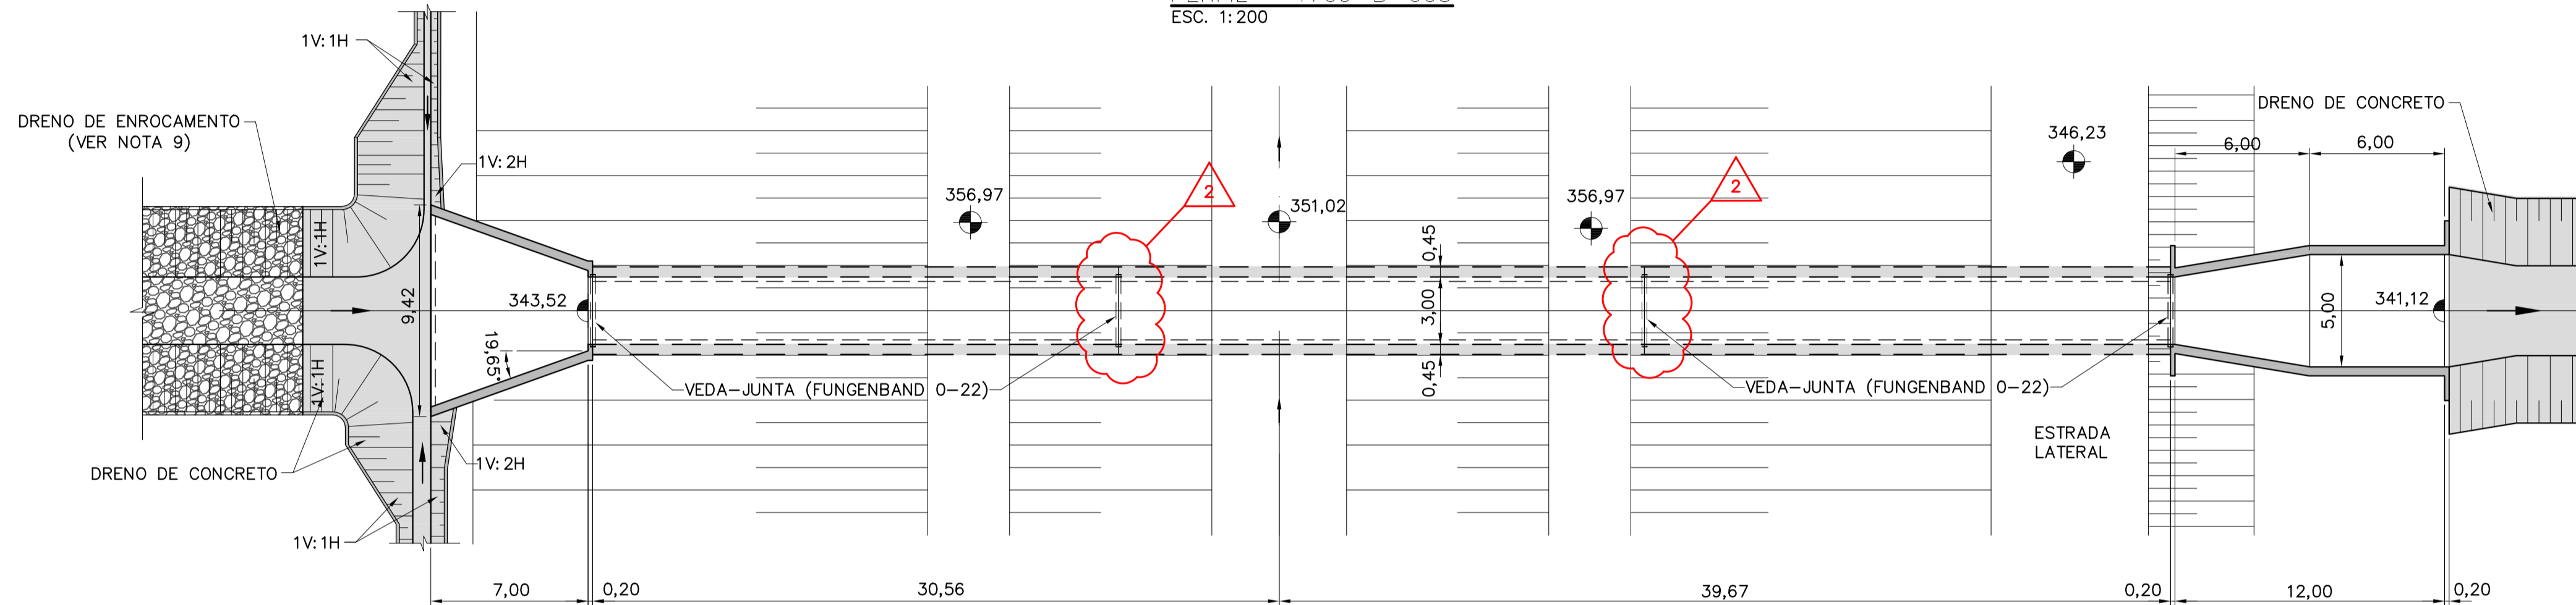 ESC. 1:200
1V:1H
DRENO DE ENROCAMENTO
(VER NOTA 9)
1V:2H
DRENO DE CONCRETO
346,23
6,00
6,00
356,97
2
351,02
356,97
2
1V:1H
9,42
343,52
0,45
3,00
0,45
5,00
341,12
19,65°
1V:1H
VEDA-JUNTA (FUNGENBAND 0-22)
VEDA-JUNTA (FUNGENBAND 0-22)
ESTRADA
LATERAL
DRENO DE CONCRETO
1V:2H
1V:1H
7,00
0,20
30,56
39,67
0,20
12,00
0,20